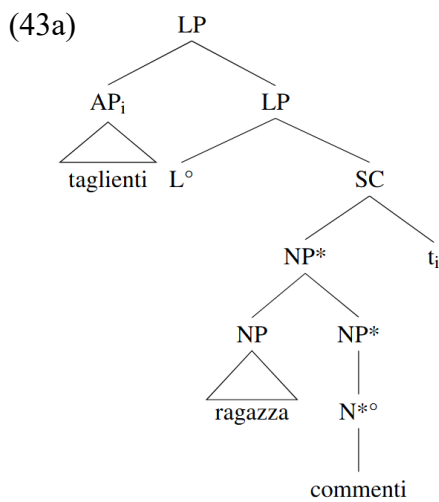 (43a)
LP
APi LP
taglienti L° SC
NP* ti
NP NP*
ragazza N*°
commenti